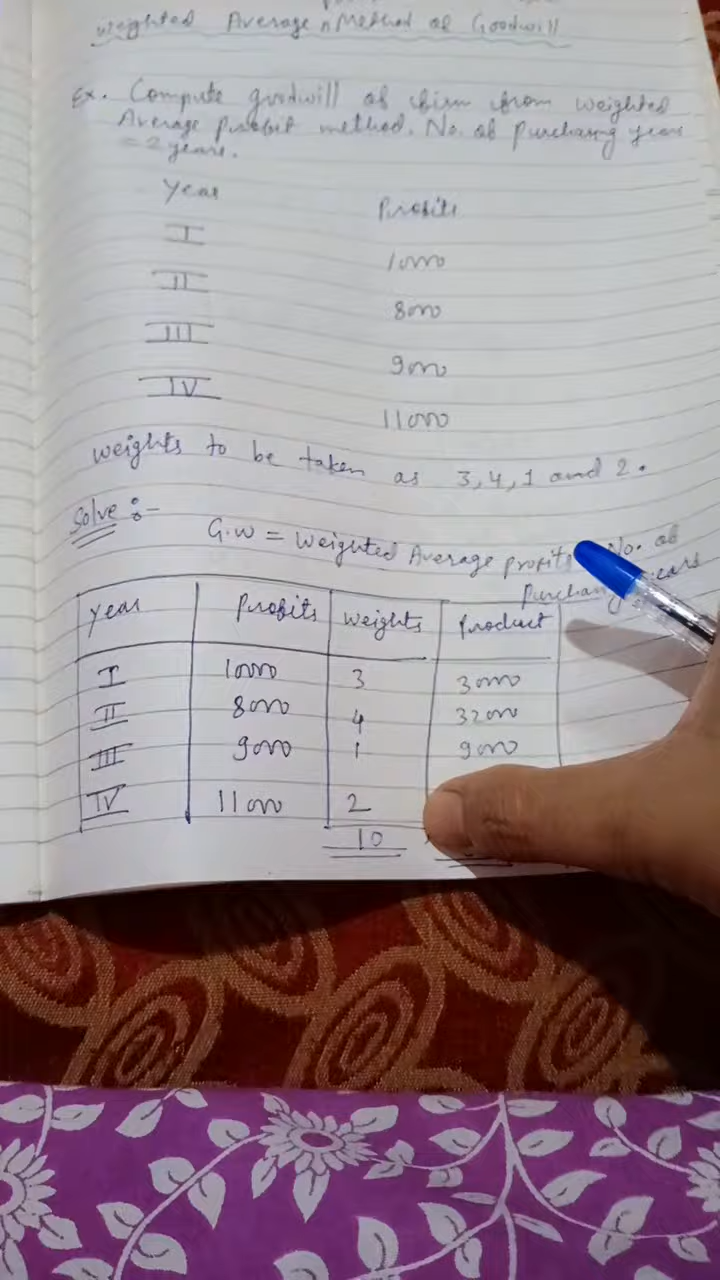 Weighted Average Method of Goodwill
Ex. Compute goodwill of firm from weighted
Average profit method. No. of purchasing years
= 2 years.
Year Profits
I 10000
II 8000
III 9000
IV 11000
weights to be taken as 3, 4, 1 and 2.
Solve :-
G.W = Weighted Average profits No. of
Purchasing years
Year Profits Weights Product
I 10000 3 30000
II 8000 4 32000
III 9000 1 9000
IV 11000 2
10